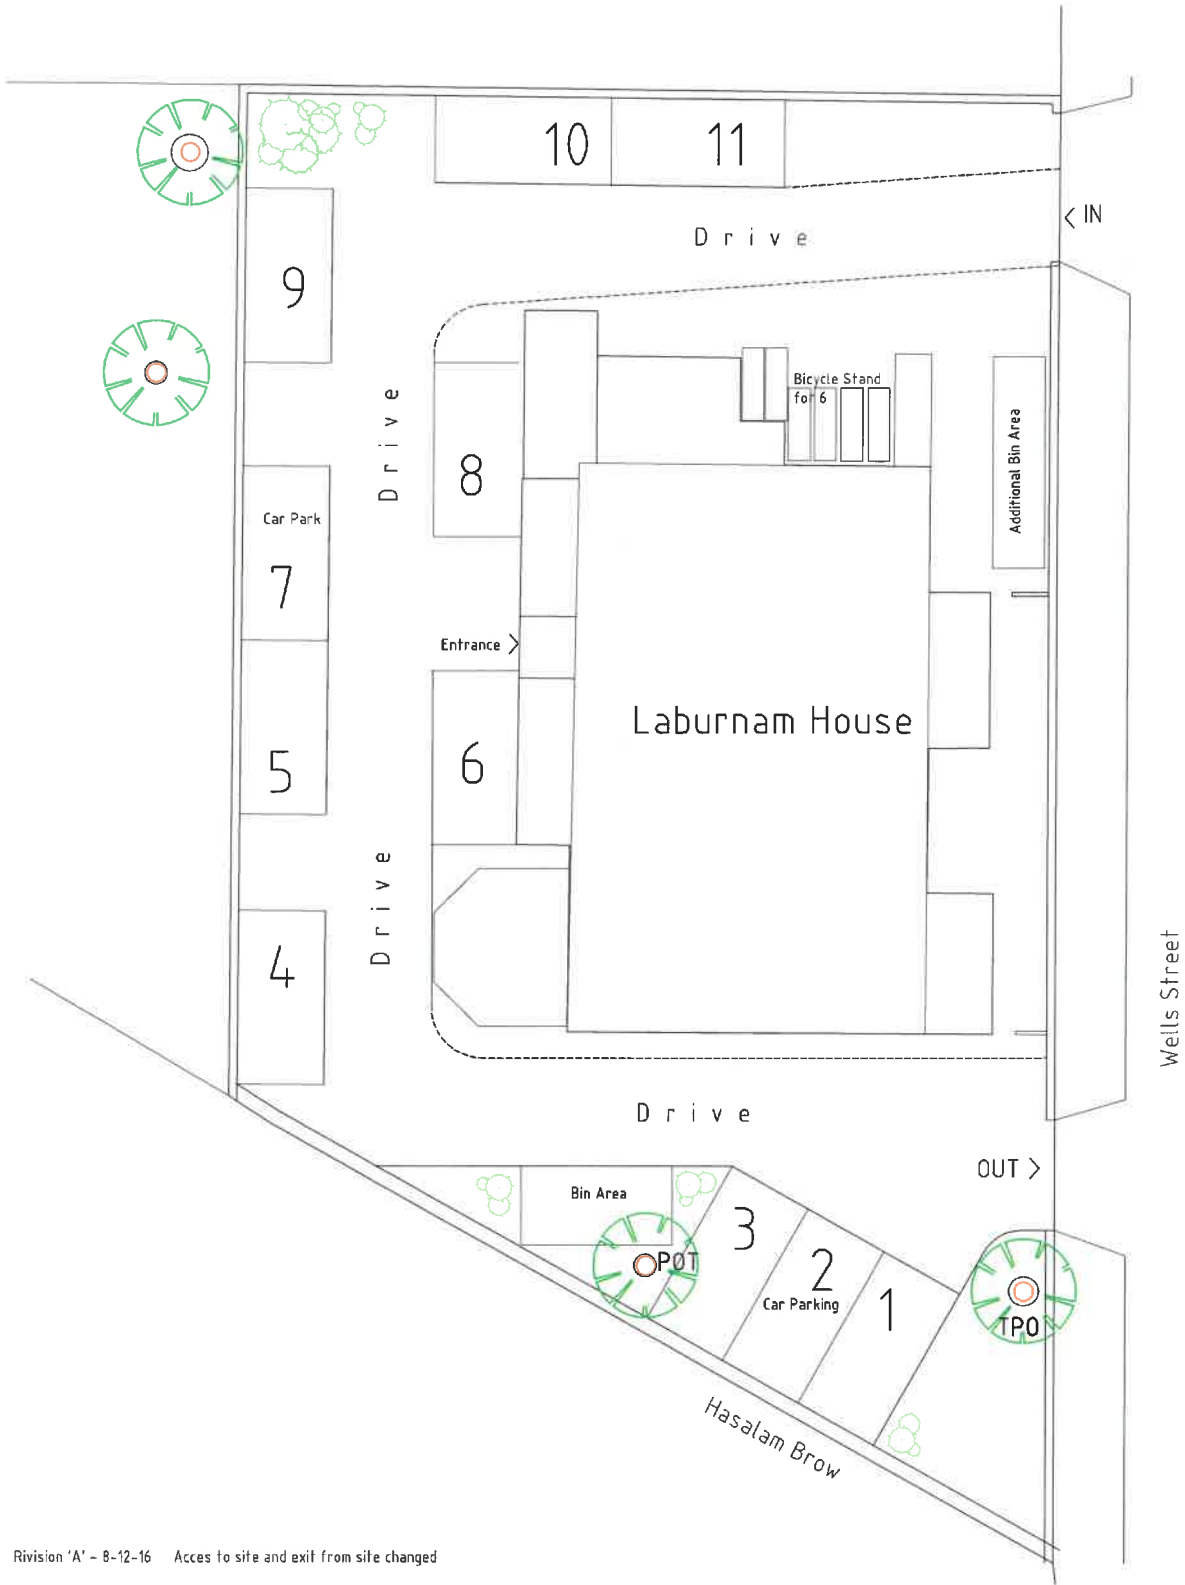 10
11
< IN
D r i v e
9
Bicycle Stand
for 6
Additional Bin Area
D r i v e
8
Car Park
7
Entrance >
Laburnam House
5
6
D r i v e
4
Wells Street
D r i v e
OUT >
Bin Area
3
POT
2
Car Parking
1
TPO
Hasalam Brow
Rivision 'A' - 8-12-16 Acces to site and exit from site changed